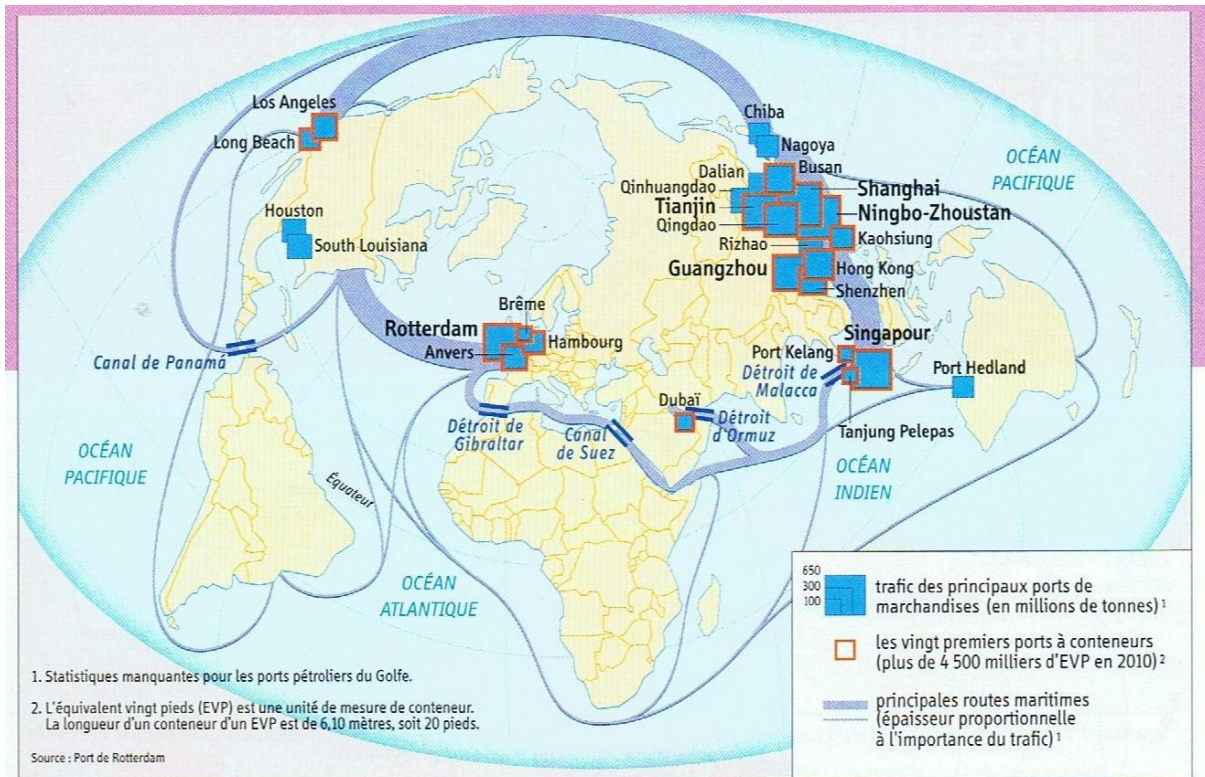 Los Angeles
Long Beach
Houston
South Louisiana
Canal de Panamá
OCÉAN
PACIFIQUE
Équateur
OCÉAN
ATLANTIQUE
Brême
Rotterdam
Anvers
Hambourg
Détroit de
Gibraltar
Canal
de Suez
Dubaï
Détroit
d'Ormuz
Chiba
Nagoya
Dalian
Busan
Qinhuangdao
Shanghai
Tianjin
Ningbo-Zhoustan
Qingdao
Rizhao
Kaohsiung
Guangzhou
Hong Kong
Shenzhen
Singapour
Port Kelang
Détroit de
Malacca
Port Hedland
Tanjung Pelepas
OCÉAN
PACIFIQUE
OCÉAN
INDIEN
650
300
100
trafic des principaux ports de
marchandises (en millions de tonnes)¹
les vingt premiers ports à conteneurs
(plus de 4 500 milliers d'EVP en 2010)²
principales routes maritimes
(épaisseur proportionnelle
à l'importance du trafic)¹
1. Statistiques manquantes pour les ports pétroliers du Golfe.
2. L'équivalent vingt pieds (EVP) est une unité de mesure de conteneur.
La longueur d'un conteneur d'un EVP est de 6,10 mètres, soit 20 pieds.
Source : Port de Rotterdam